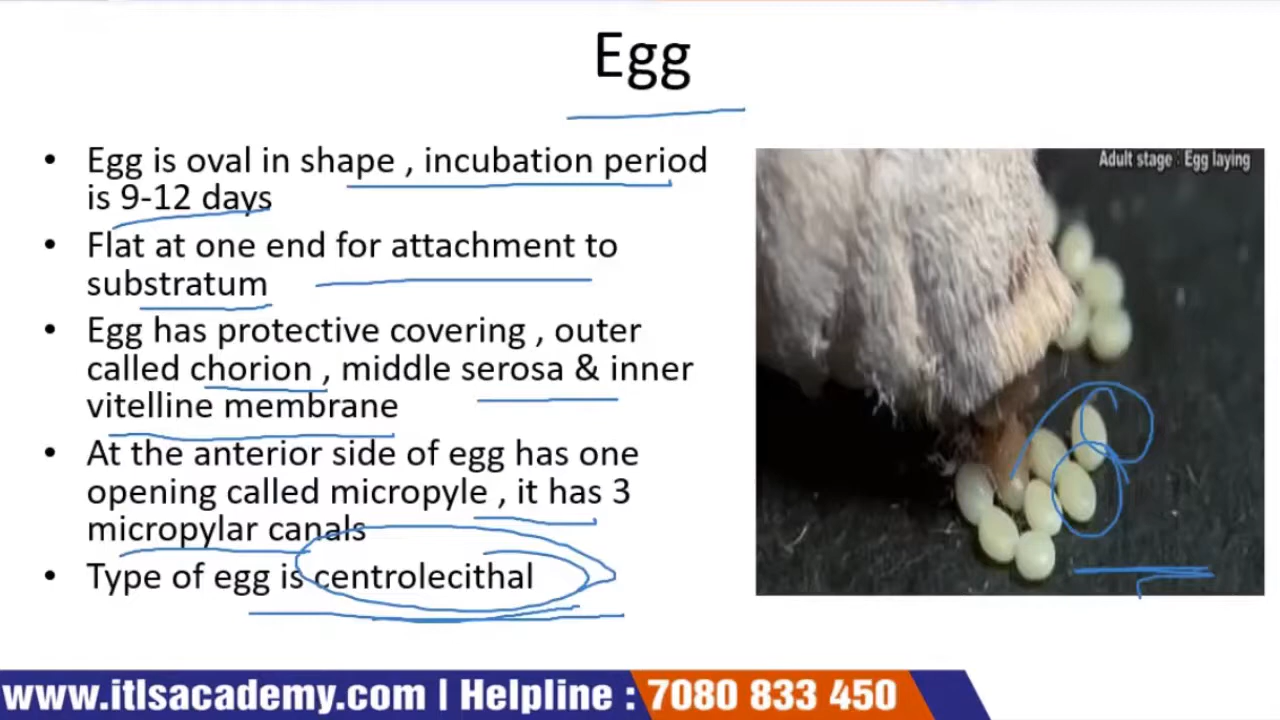 Egg
• Egg is oval in shape , incubation period
is 9-12 days
• Flat at one end for attachment to
substratum
• Egg has protective covering , outer
called chorion , middle serosa & inner
vitelline membrane
• At the anterior side of egg has one
opening called micropyle , it has 3
micropylar canals
• Type of egg is centrolecithal
Adult stage : Egg laying
www.itlsacademy.com | Helpline : 7080 833 450